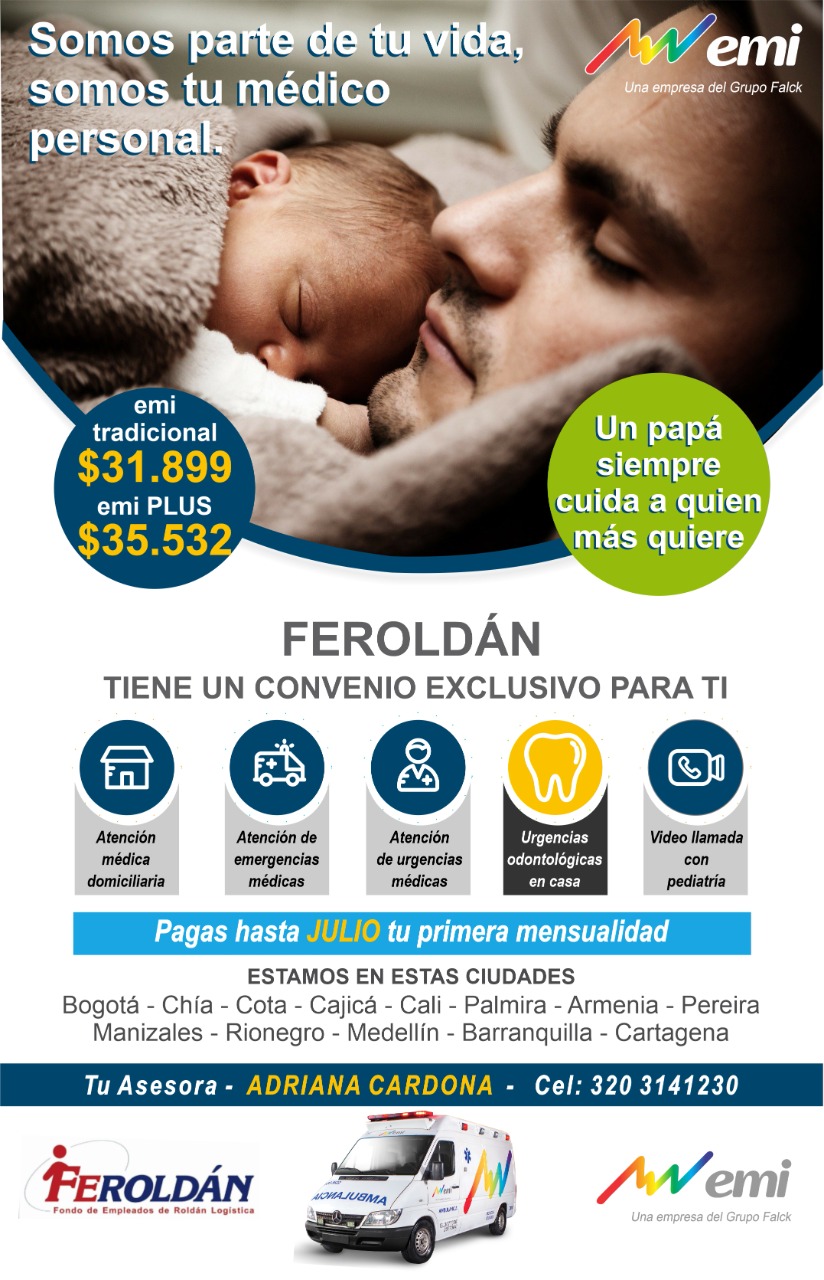 Somos parte de tu vida,
somos tu médico
personal.
emi
Una empresa del Grupo Falck
emi
tradicional
$31.899
emi PLUS
$35.532
Un papá
siempre
cuida a quien
más quiere
FEROLDÁN
TIENE UN CONVENIO EXCLUSIVO PARA TI
Atención
médica
domiciliaria
Atención de
emergencias
médicas
Atención
de urgencias
médicas
Urgencias
odontológicas
en casa
Video llamada
con
pediatría
Pagas hasta JULIO tu primera mensualidad
ESTAMOS EN ESTAS CIUDADES
Bogotá - Chía - Cota - Cajicá - Cali - Palmira - Armenia - Pereira
Manizales - Rionegro - Medellín - Barranquilla - Cartagena
Tu Asesora - ADRIANA CARDONA - Cel: 320 3141230
FEROLDÁN
Fondo de Empleados de Roldán Logística
emi
AMBULANCIA
emi
Una empresa del Grupo Falck